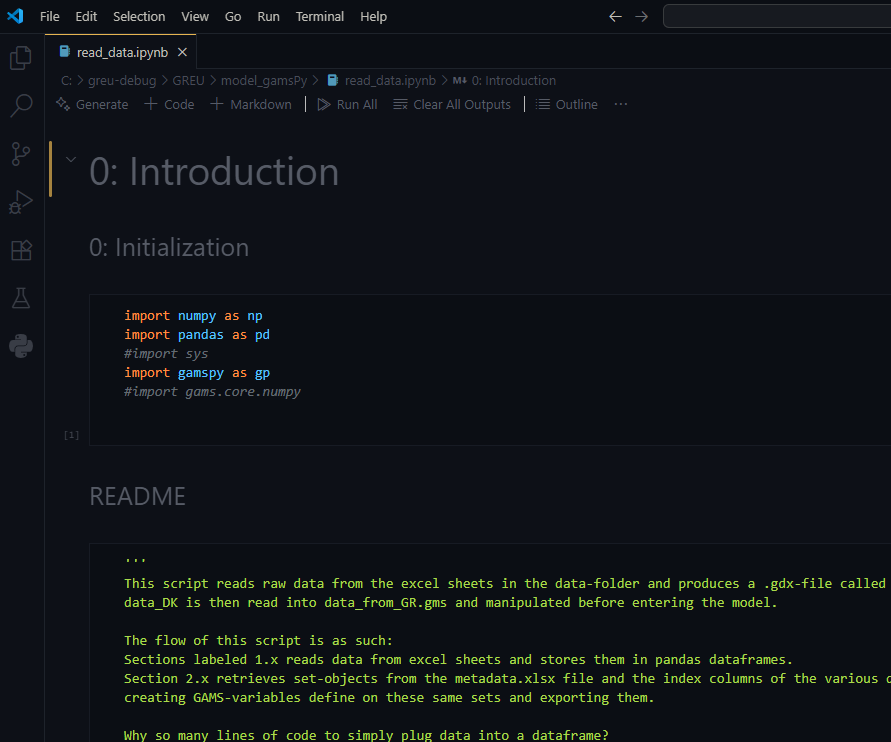 File Edit Selection View Go Run Terminal Help
read_data.ipynb
C: > greu-debug > GREU > model_gamsPy > read_data.ipynb > M↓ 0: Introduction
Generate + Code + Markdown Run All Clear All Outputs Outline ...
0: Introduction
0: Initialization
import numpy as np
import pandas as pd
#import sys
import gamspy as gp
#import gams.core.numpy
[1]
README
'''
This script reads raw data from the excel sheets in the data-folder and produces a .gdx-file called
data_DK is then read into data_from_GR.gms and manipulated before entering the model.
The flow of this script is as such:
Sections labeled 1.x reads data from excel sheets and stores them in pandas dataframes.
Section 2.x retrieves set-objects from the metadata.xlsx file and the index columns of the various
creating GAMS-variables define on these same sets and exporting them.
Why so many lines of code to simply plug data into a dataframe?